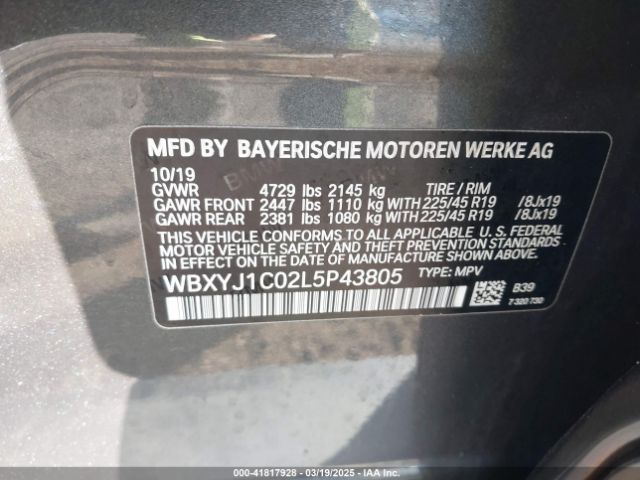 MFD BY BAYERISCHE MOTOREN WERKE AG
10/19
GVWR 4729 lbs 2145 kg TIRE / RIM
GAWR FRONT 2447 lbs 1110 kg WITH 225/45 R19 /8Jx19
GAWR REAR 2381 lbs 1080 kg WITH 225/45 R19 /8Jx19
THIS VEHICLE CONFORMS TO ALL APPLICABLE U. S. FEDERAL
MOTOR VEHICLE SAFETY AND THEFT PREVENTION STANDARDS
IN EFFECT ON THE DATE OF MANUFACTURE SHOWN ABOVE.
WBXYJ1C02L5P43805 TYPE: MPV
B39
7 320 730
000-41817928 - 03/19/2025 - IAA Inc.